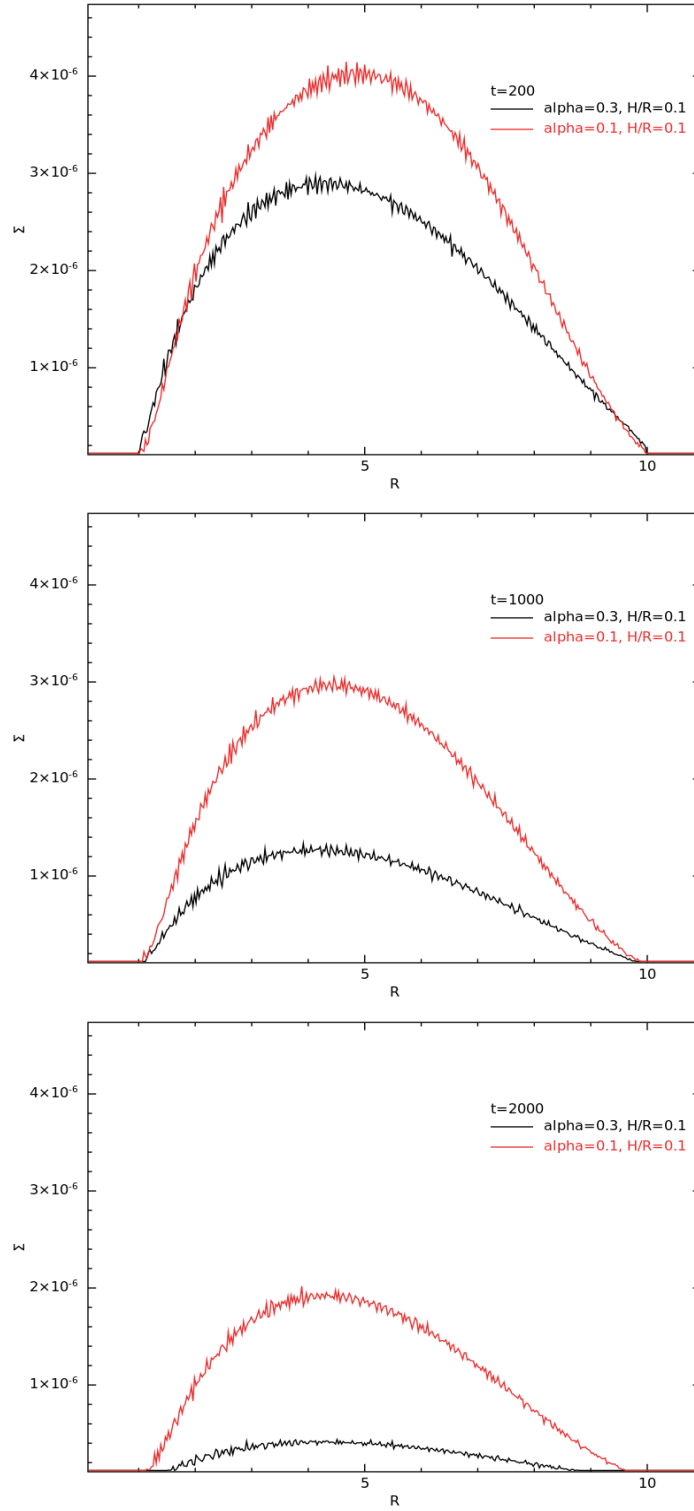 4×10⁻⁶
t=200
alpha=0.3, H/R=0.1
alpha=0.1, H/R=0.1
3×10⁻⁶
Σ
2×10⁻⁶
1×10⁻⁶
5 10
R
4×10⁻⁶
t=1000
alpha=0.3, H/R=0.1
alpha=0.1, H/R=0.1
3×10⁻⁶
Σ
2×10⁻⁶
1×10⁻⁶
5 10
R
4×10⁻⁶
t=2000
alpha=0.3, H/R=0.1
alpha=0.1, H/R=0.1
3×10⁻⁶
Σ
2×10⁻⁶
1×10⁻⁶
5 10
R